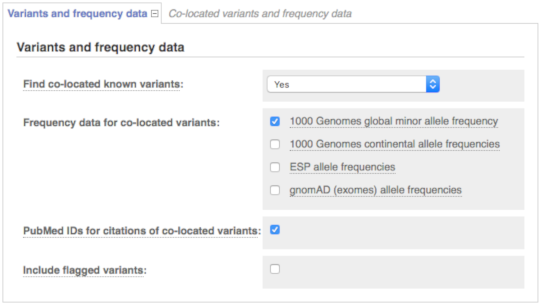 Variants and frequency data Co-located variants and frequency data
Variants and frequency data
Find co-located known variants: Yes
Frequency data for co-located variants: 1000 Genomes global minor allele frequency
1000 Genomes continental allele frequencies
ESP allele frequencies
gnomAD (exomes) allele frequencies
PubMed IDs for citations of co-located variants:
Include flagged variants: